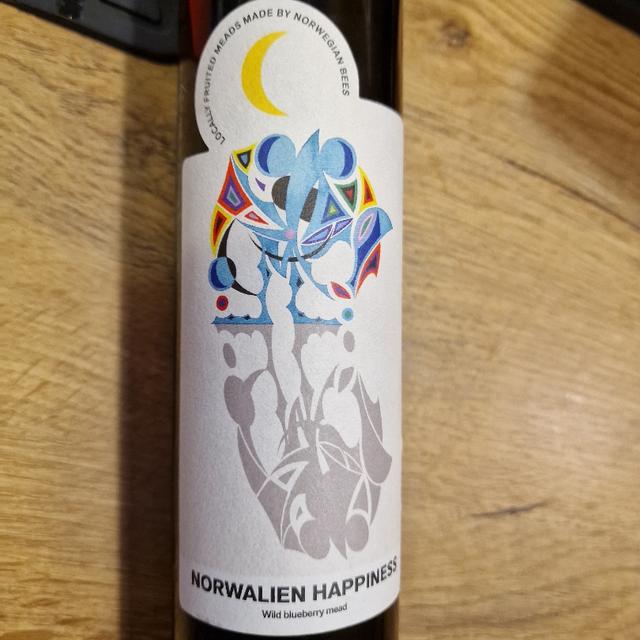 LOCALLY FRUITED MEADS MADE BY NORWEGIAN BEES
NORWALIEN HAPPINESS
Wild blueberry mead